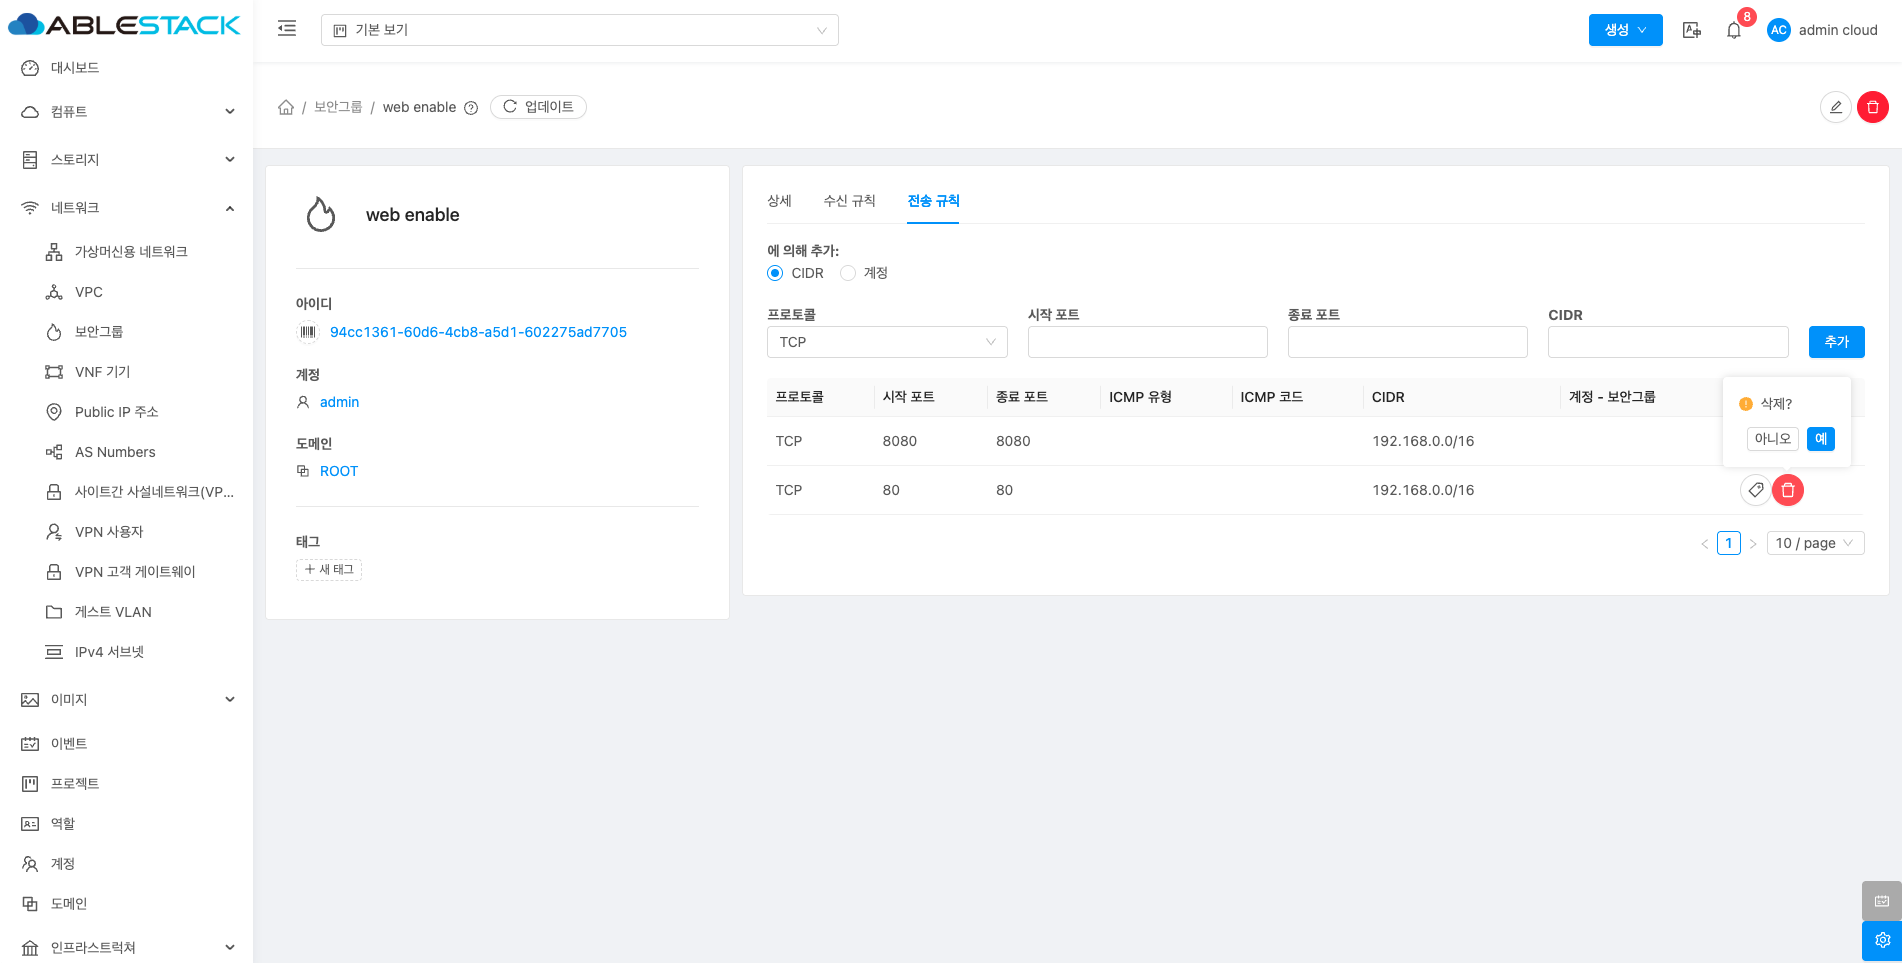 ABLESTACK
기본 보기
생성
8
AC
admin cloud
대시보드
컴퓨트
스토리지
네트워크
가상머신용 네트워크
VPC
보안그룹
VNF 기기
Public IP 주소
AS Numbers
사이트간 사설네트워크(VP...
VPN 사용자
VPN 고객 게이트웨이
게스트 VLAN
IPv4 서브넷
이미지
이벤트
프로젝트
역할
계정
도메인
인프라스트럭쳐
/ 보안그룹 / web enable
업데이트
web enable
아이디
94cc1361-60d6-4cb8-a5d1-602275ad7705
계정
admin
도메인
ROOT
태그
+ 새 태그
상세 수신 규칙 전송 규칙
에 의해 추가:
CIDR 계정
프로토콜 시작 포트 종료 포트 CIDR
TCP
추가
프로토콜 시작 포트 종료 포트 ICMP 유형 ICMP 코드 CIDR 계정 - 보안그룹
TCP 8080 8080 192.168.0.0/16
TCP 80 80 192.168.0.0/16
삭제?
아니오 예
1
10 / page